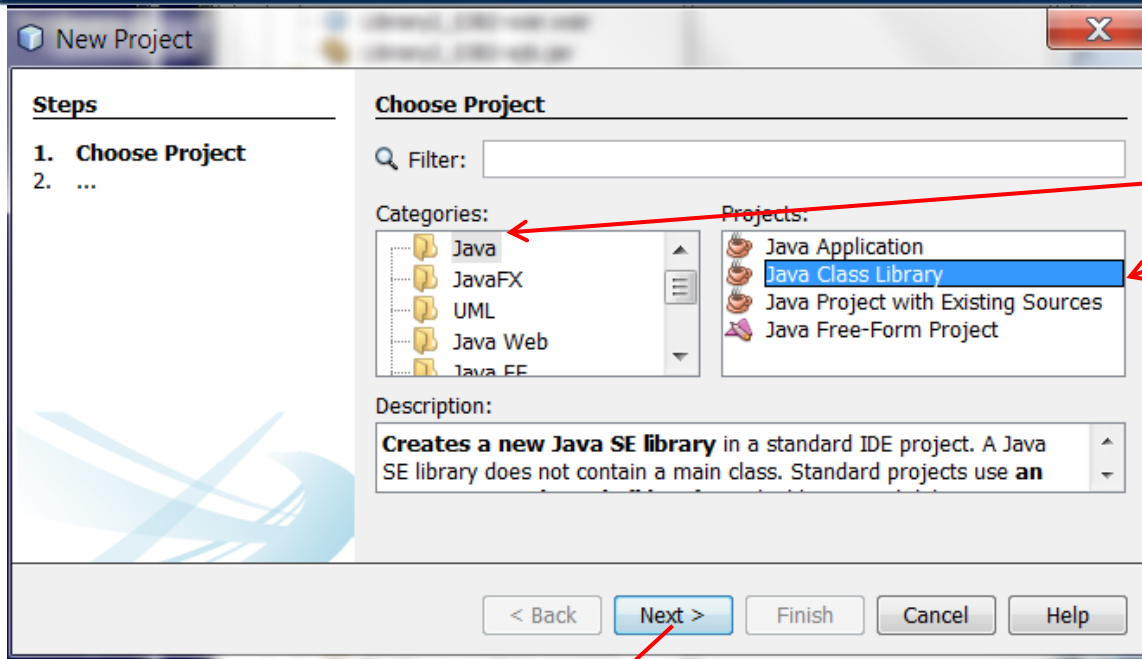 New Project
X
Steps
1. Choose Project
2. ...
Choose Project
Filter:
Categories:
Java
JavaFX
UML
Java Web
Java EE
Projects:
Java Application
Java Class Library
Java Project with Existing Sources
Java Free-Form Project
Description:
Creates a new Java SE library in a standard IDE project. A Java
SE library does not contain a main class. Standard projects use an
< Back
Next >
Finish
Cancel
Help